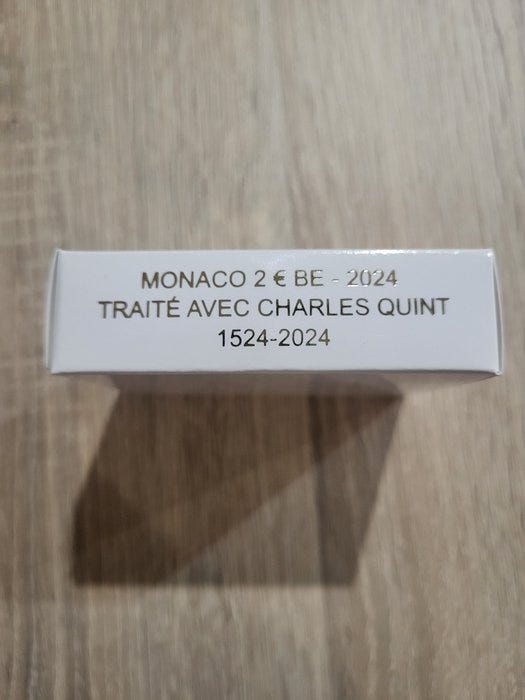 MONACO 2 € BE - 2024
TRAITÉ AVEC CHARLES QUINT
1524-2024